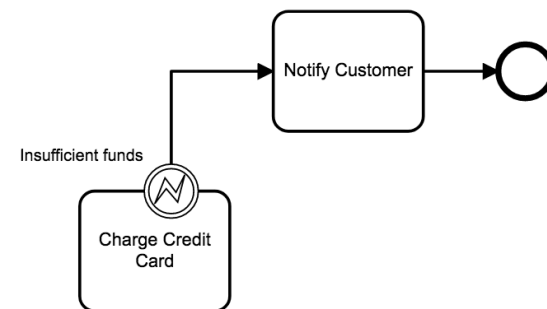 Notify Customer
Insufficient funds
Charge Credit
Card